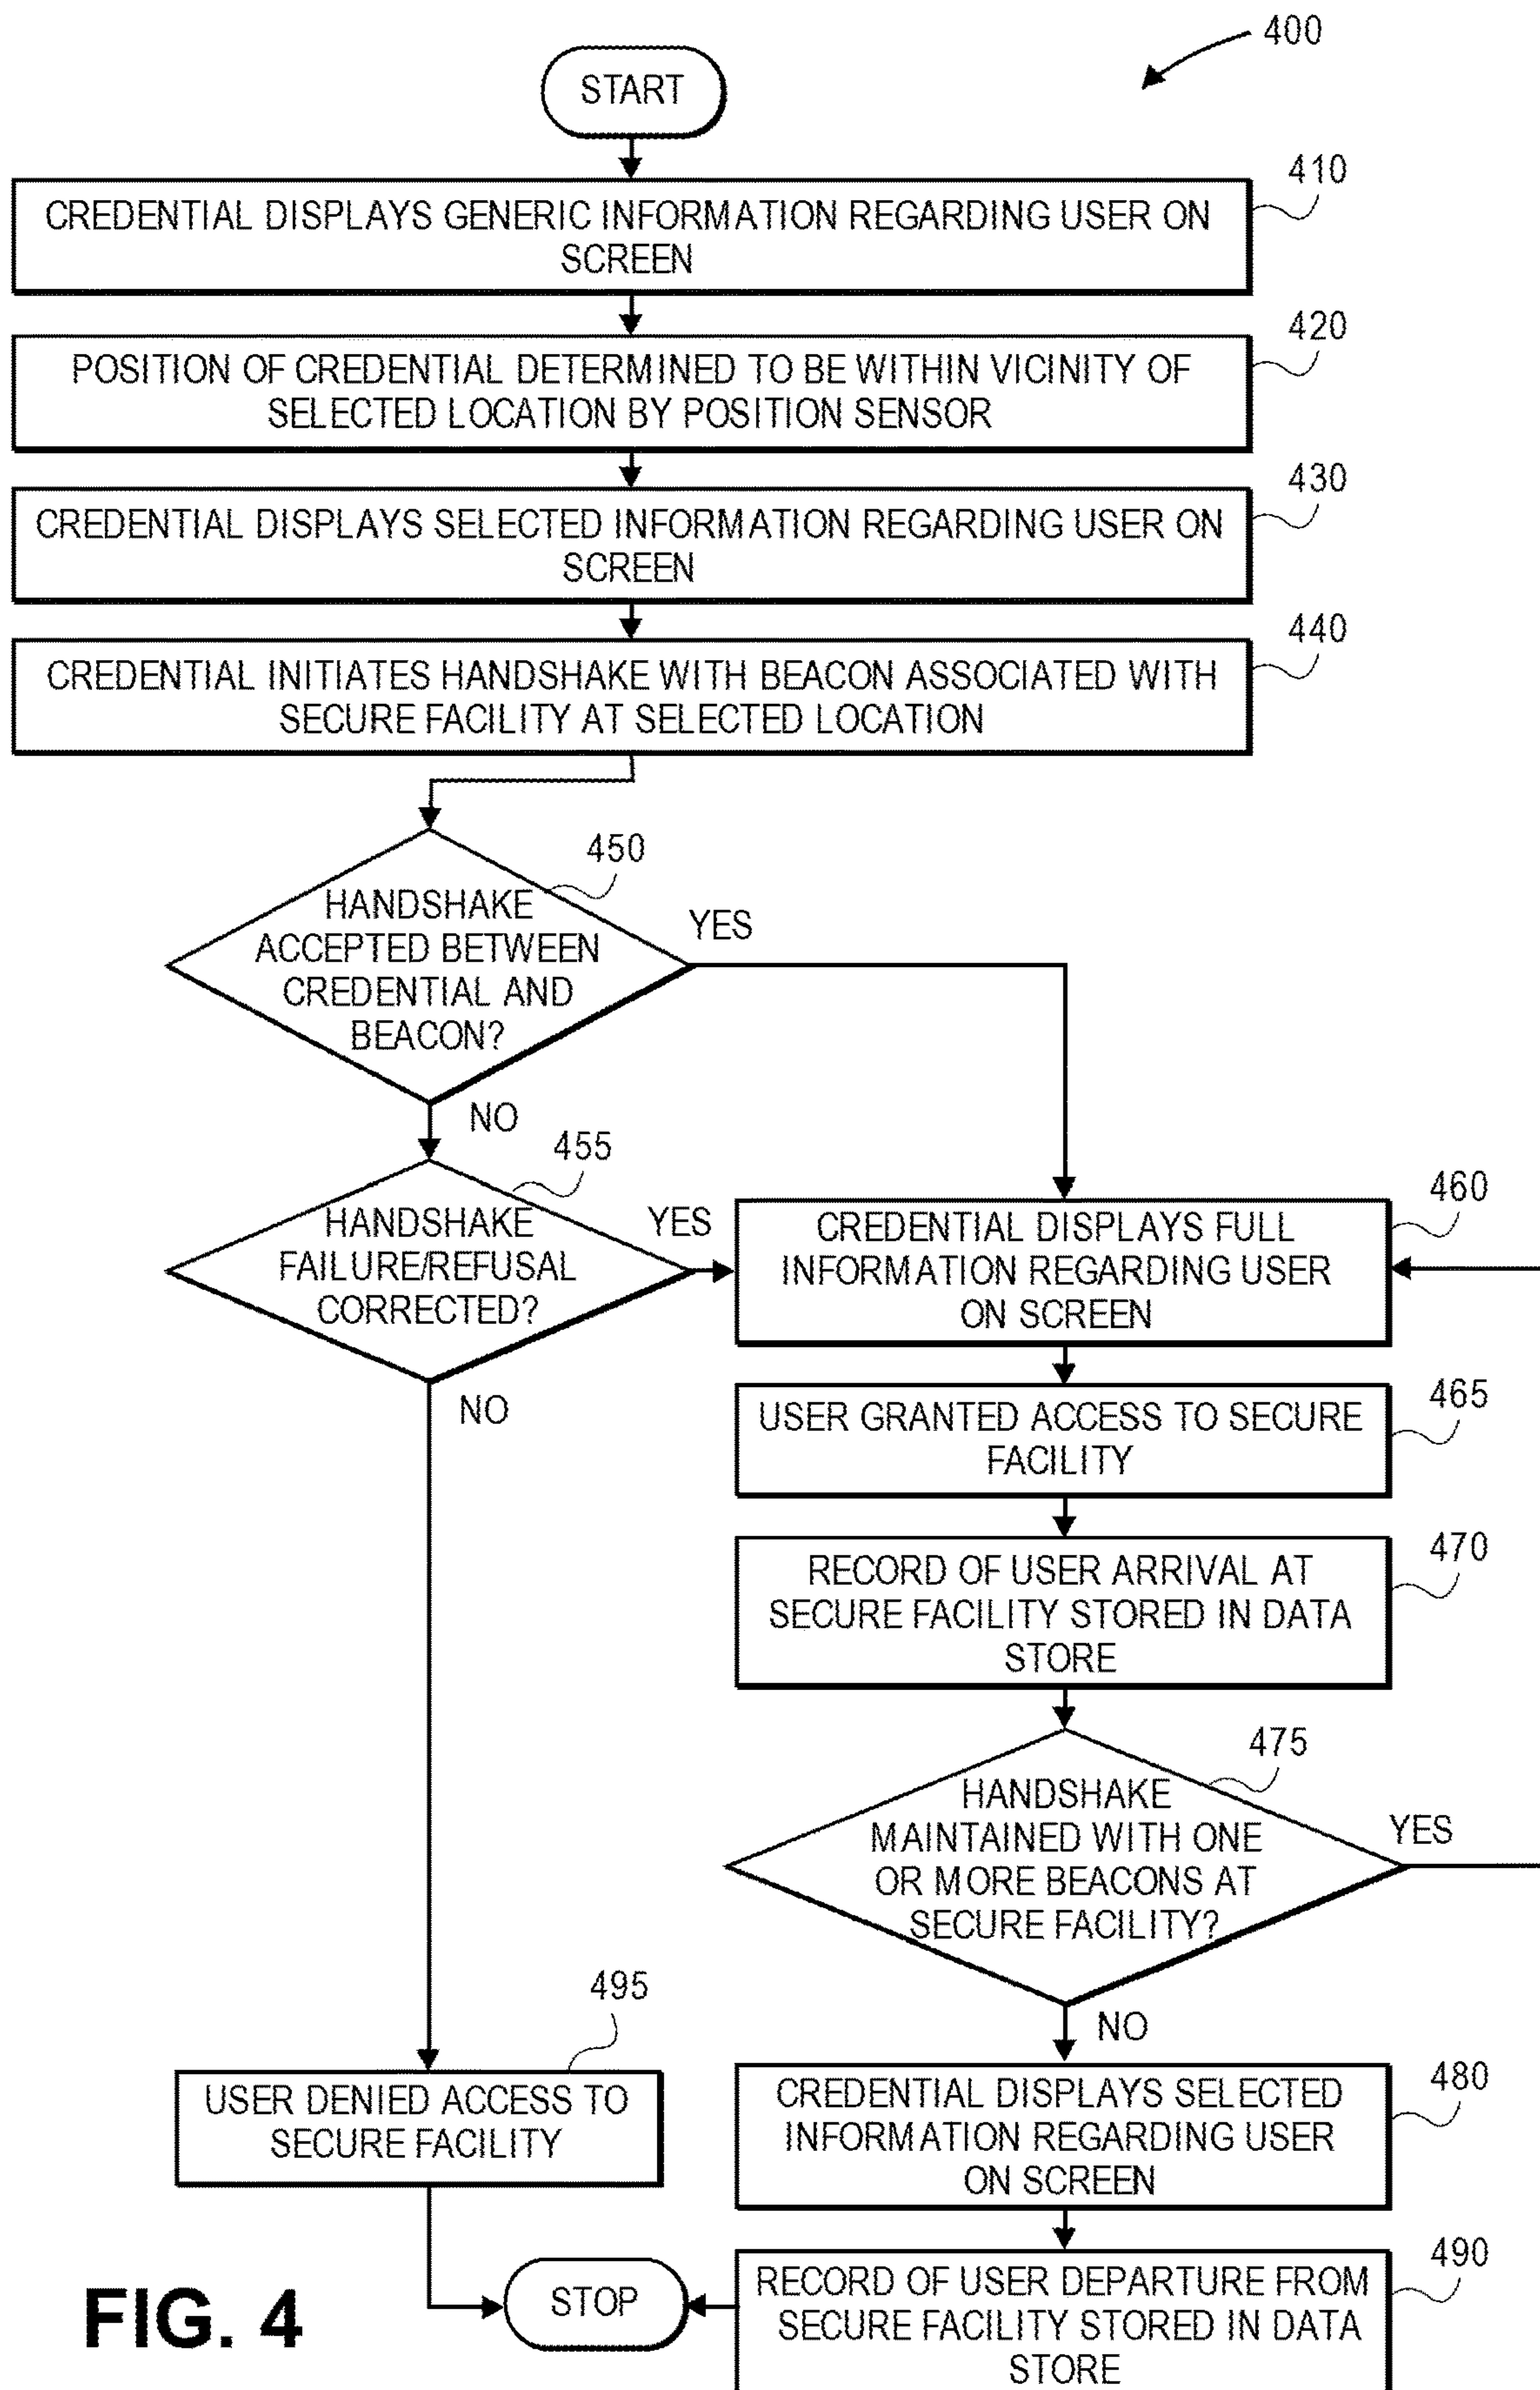 400
START
410
CREDENTIAL DISPLAYS GENERIC INFORMATION REGARDING USER ON
SCREEN
420
POSITION OF CREDENTIAL DETERMINED TO BE WITHIN VICINITY OF
SELECTED LOCATION BY POSITION SENSOR
430
CREDENTIAL DISPLAYS SELECTED INFORMATION REGARDING USER ON
SCREEN
440
CREDENTIAL INITIATES HANDSHAKE WITH BEACON ASSOCIATED WITH
SECURE FACILITY AT SELECTED LOCATION
450
HANDSHAKE
ACCEPTED BETWEEN
CREDENTIAL AND
BEACON?
YES
NO
455
HANDSHAKE
FAILURE/REFUSAL
CORRECTED?
YES
NO
460
CREDENTIAL DISPLAYS FULL
INFORMATION REGARDING USER
ON SCREEN
465
USER GRANTED ACCESS TO SECURE
FACILITY
470
RECORD OF USER ARRIVAL AT
SECURE FACILITY STORED IN DATA
STORE
475
HANDSHAKE
MAINTAINED WITH ONE
OR MORE BEACONS AT
SECURE FACILITY?
YES
NO
495
USER DENIED ACCESS TO
SECURE FACILITY
480
CREDENTIAL DISPLAYS SELECTED
INFORMATION REGARDING USER
ON SCREEN
490
RECORD OF USER DEPARTURE FROM
SECURE FACILITY STORED IN DATA
STORE
STOP
FIG. 4